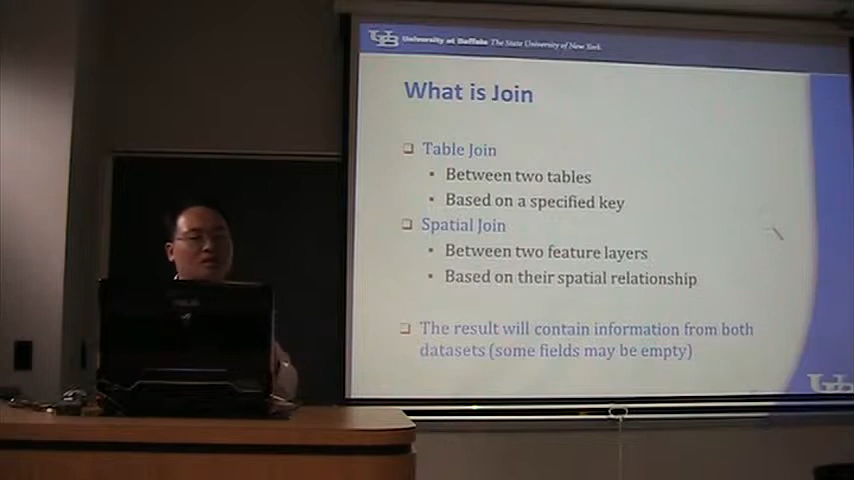 UB University at Buffalo The State University of New York
What is Join
Table Join
Between two tables
Based on a specified key
Spatial Join
Between two feature layers
Based on their spatial relationship
The result will contain information from both
datasets (some fields may be empty)
UB